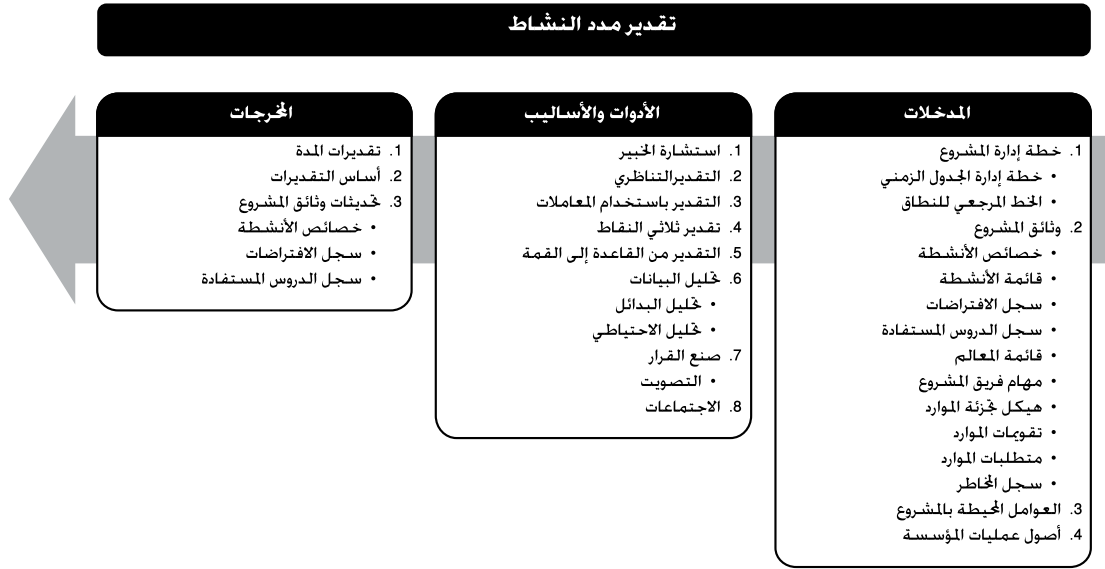 تقدير مدد النشاط
المدخلات
1. خطة إدارة المشروع
• خطة إدارة الجدول الزمني
• الخط المرجعي للنطاق
2. وثائق المشروع
• خصائص الأنشطة
• قائمة الأنشطة
• سجل الافتراضات
• سجل الدروس المستفادة
• قائمة المعالم
• مهام فريق المشروع
• هيكل تجزئة الموارد
• تقويمات الموارد
• متطلبات الموارد
• سجل المخاطر
3. العوامل المحيطة بالمشروع
4. أصول عمليات المؤسسة
الأدوات والأساليب
1. استشارة الخبير
2. التقديرالتناظري
3. التقدير باستخدام المعاملات
4. تقدير ثلاثي النقاط
5. التقدير من القاعدة إلى القمة
6. تحليل البيانات
• تحليل البدائل
• تحليل الاحتياطي
7. صنع القرار
• التصويت
8. الاجتماعات
المخرجات
1. تقديرات المدة
2. أساس التقديرات
3. تحديثات وثائق المشروع
• خصائص الأنشطة
• سجل الافتراضات
• سجل الدروس المستفادة